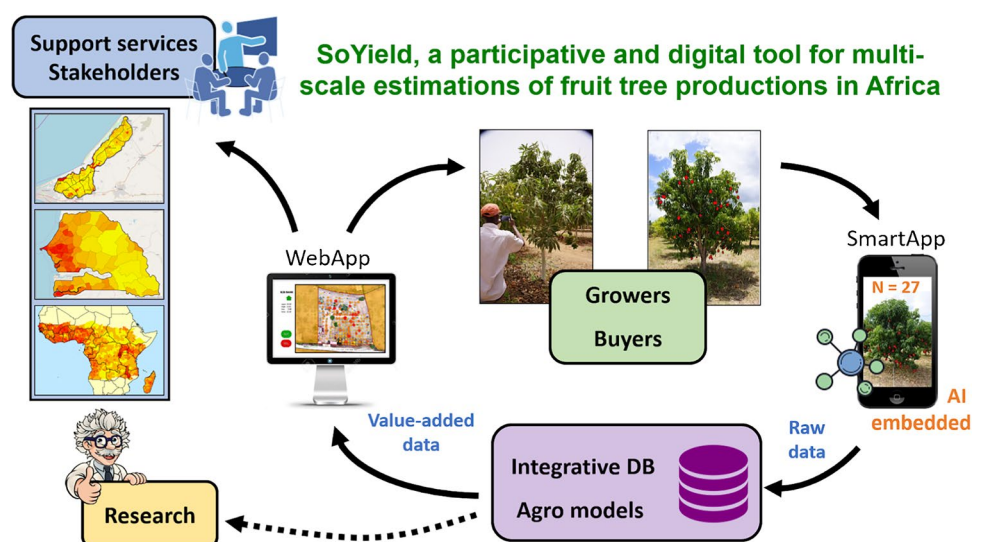 Support services
Stakeholders
SoYield, a participative and digital tool for multi-
scale estimations of fruit tree productions in Africa
WebApp
SmartApp
N = 27
Growers
Buyers
AI
embedded
Value-added
data
Raw
data
Integrative DB
Agro models
Research